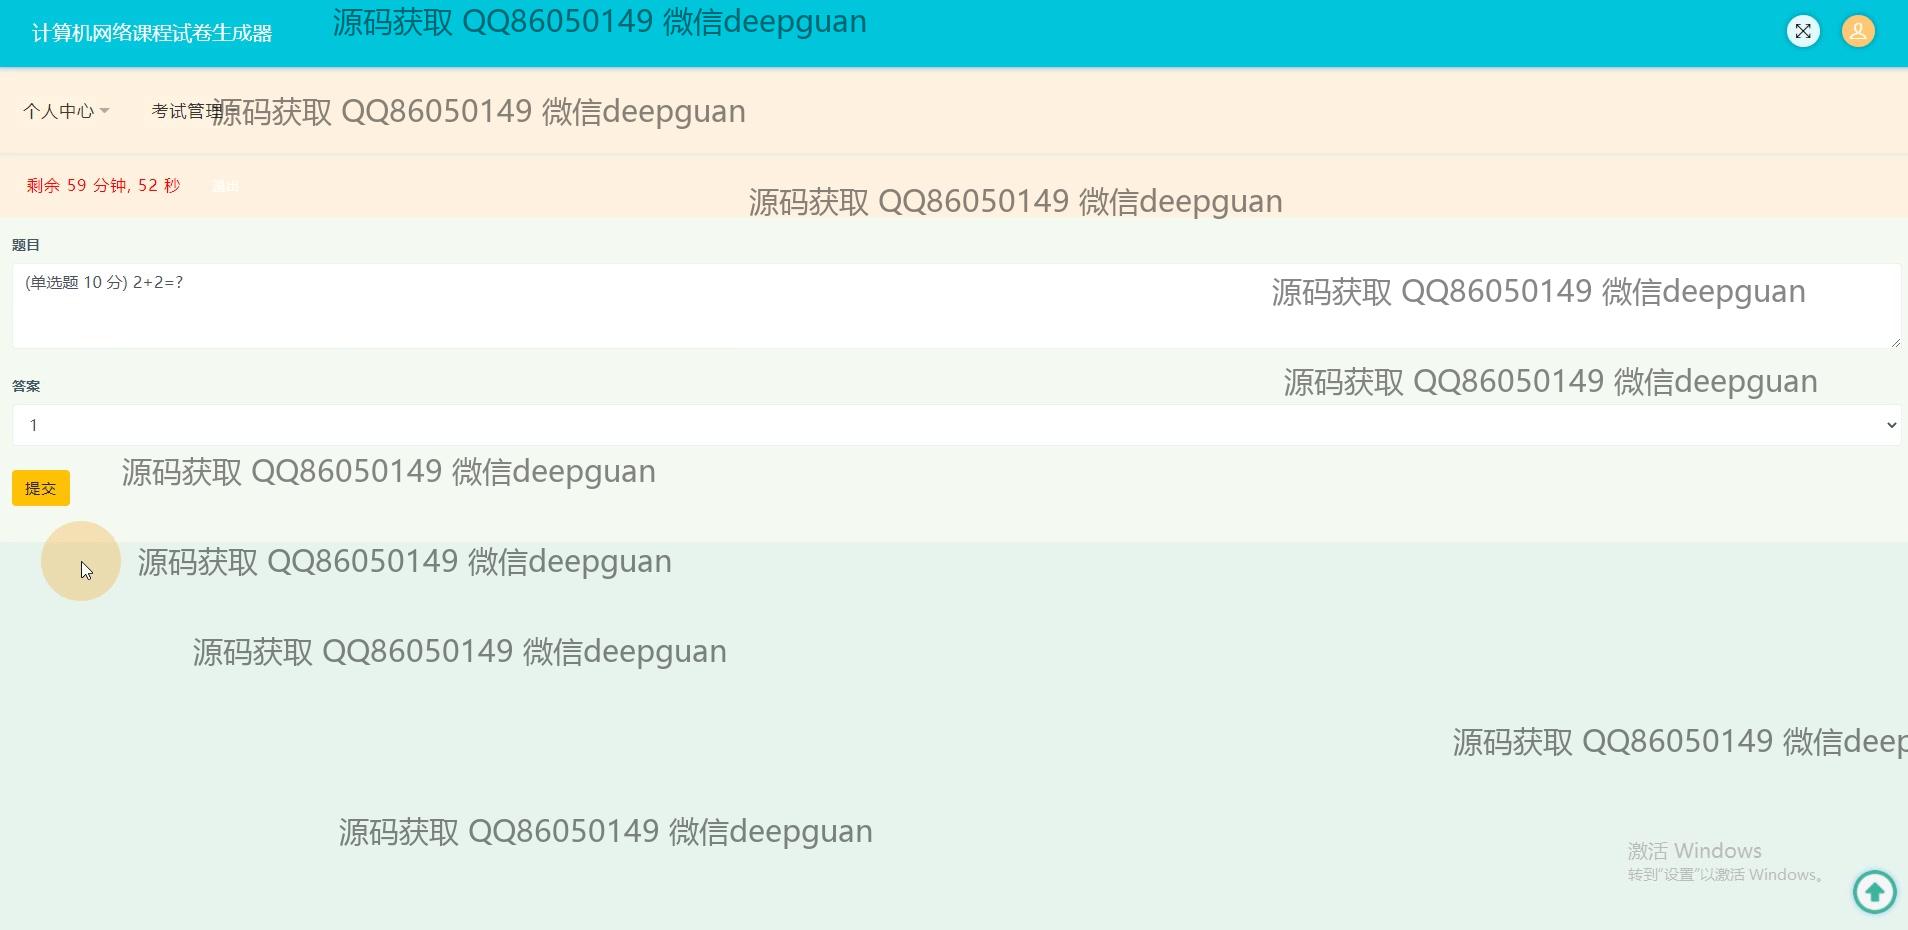 计算机网络课程试卷生成器
源码获取 QQ86050149 微信deepguan
个人中心
考试管理
源码获取 QQ86050149 微信deepguan
剩余 59 分钟, 52 秒
退出
源码获取 QQ86050149 微信deepguan
题目
(单选题 10 分) 2+2=?
源码获取 QQ86050149 微信deepguan
答案
源码获取 QQ86050149 微信deepguan
1
源码获取 QQ86050149 微信deepguan
提交
源码获取 QQ86050149 微信deepguan
源码获取 QQ86050149 微信deepguan
源码获取 QQ86050149 微信deep
源码获取 QQ86050149 微信deepguan
激活 Windows
转到“设置”以激活 Windows。